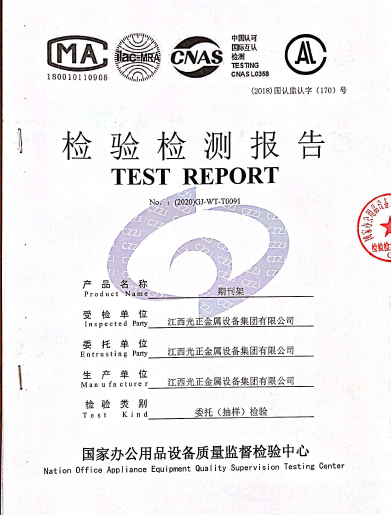 MA
180010110908
ilac-MRA
CNAS
中国认可
国际互认
检测
TESTING
CNAS L0358
AL
(2018)国认监认字(170)号
检验检测报告
TEST REPORT
No.:(2020)GJ-WT-T0091
产品名称 期刊架
Product Name
受检单位 江西光正金属设备集团有限公司
Inspected Party
委托单位 江西光正金属设备集团有限公司
Entrusting Party
生产单位 江西光正金属设备集团有限公司
Manufacturer
检验类别 委托(抽样)检验
Test Kind
国家办公用品设备质量监督检验中心
Nation Office Appliance Equipment Quality Supervision Testing Center